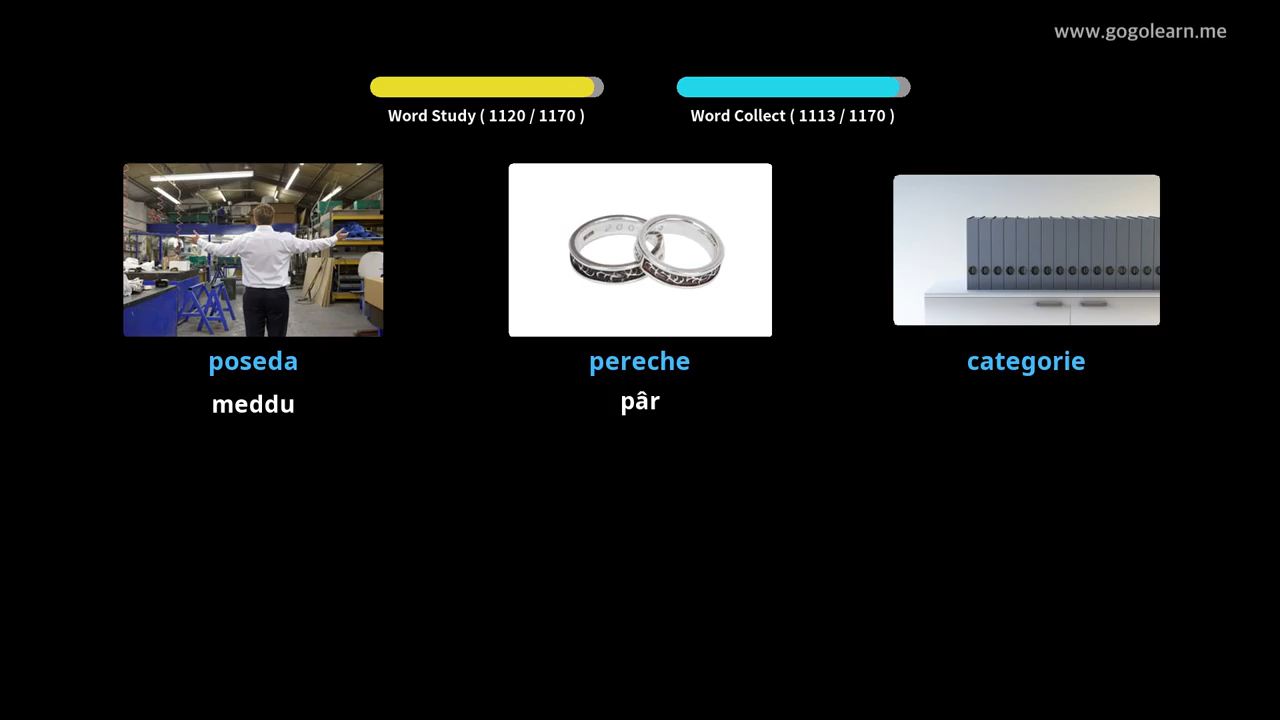 www.gogolearn.me
Word Study ( 1120 / 1170 )
Word Collect ( 1113 / 1170 )
poseda
pereche
categorie
meddu
pâr